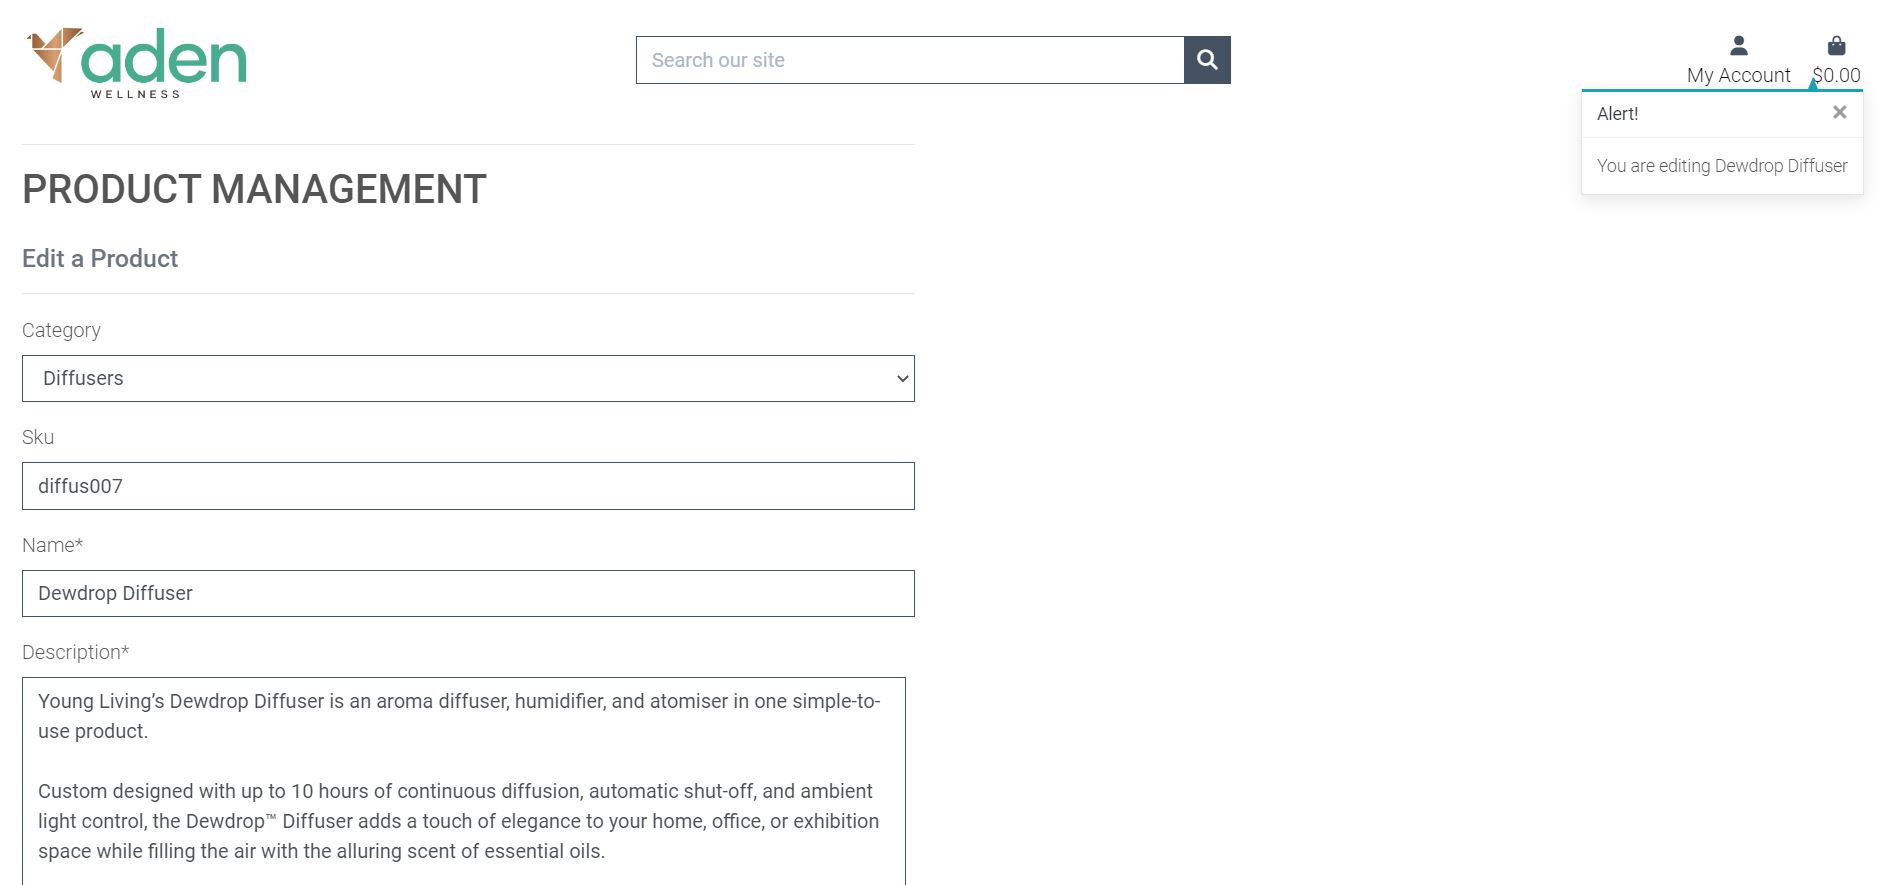 aden
WELLNESS
Search our site
My Account
$0.00
Alert!
×
You are editing Dewdrop Diffuser
PRODUCT MANAGEMENT
Edit a Product
Category
Diffusers
Sku
diffus007
Name*
Dewdrop Diffuser
Description*
Young Living’s Dewdrop Diffuser is an aroma diffuser, humidifier, and atomiser in one simple-to-
use product.
Custom designed with up to 10 hours of continuous diffusion, automatic shut-off, and ambient
light control, the Dewdrop™ Diffuser adds a touch of elegance to your home, office, or exhibition
space while filling the air with the alluring scent of essential oils.